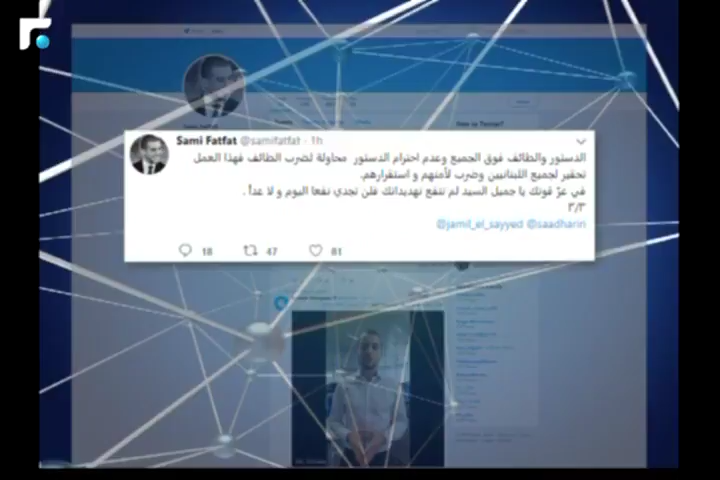 Sami Fatfat @samifatfat · 1h
الدستور والطائف فوق الجميع وعدم احترام الدستور محاولة لضرب الطائف فهذا العمل
تحقير لجميع اللبنانيين وضرب لأمنهم و استقرارهم.
في عزّ قوتك يا جميل السيد لم تنفع تهديداتك فلن تجدي نفعا اليوم و لا غداً .
٣/٣
@jamil_el_sayyed @saadhariri
18 47 81